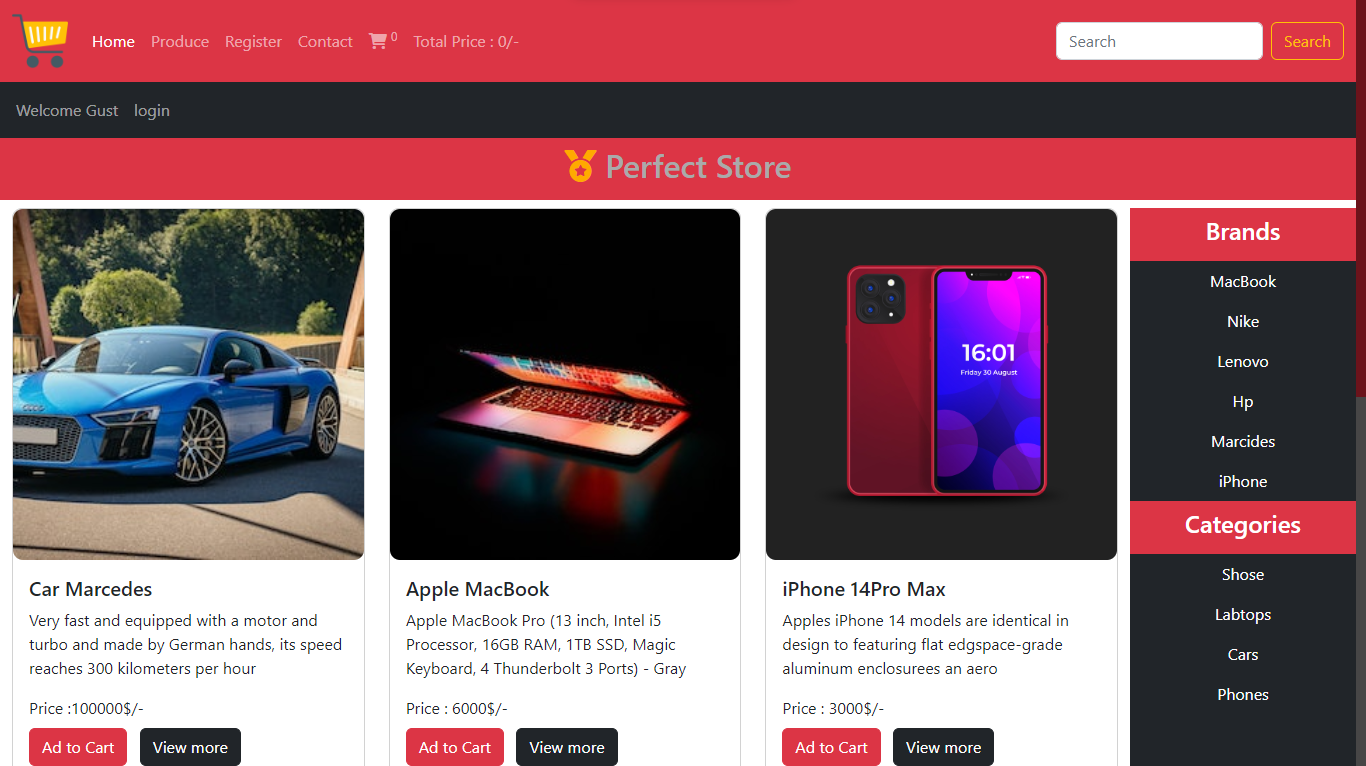 Home Produce Register Contact 0 Total Price : 0/-
Search Search
Welcome Gust login
Perfect Store
16:01
Friday 30 August
Car Marcedes
Very fast and equipped with a motor and
turbo and made by German hands, its speed
reaches 300 kilometers per hour
Price :100000$/-
Ad to Cart View more
Apple MacBook
Apple MacBook Pro (13 inch, Intel i5
Processor, 16GB RAM, 1TB SSD, Magic
Keyboard, 4 Thunderbolt 3 Ports) - Gray
Price : 6000$/-
Ad to Cart View more
iPhone 14Pro Max
Apples iPhone 14 models are identical in
design to featuring flat edgspace-grade
aluminum enclosurees an aero
Price : 3000$/-
Ad to Cart View more
Brands
MacBook
Nike
Lenovo
Hp
Marcides
iPhone
Categories
Shose
Labtops
Cars
Phones